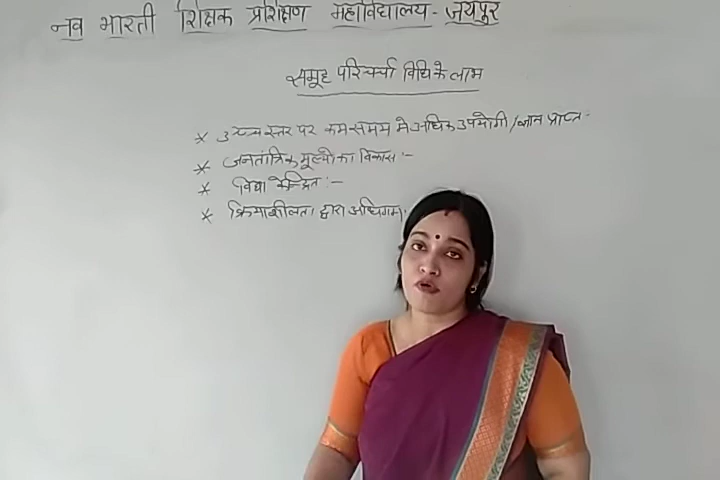 नव भारती शिक्षक प्रशिक्षण महाविद्यालय - जयपुर
समूह परिचर्चा विधि के लाभ
* उच्च स्तर पर कम समय मे अधिक उपयोगी / ज्ञान प्राप्त :
* जनतांत्रिक मूल्यो का विकास :-
* विद्या केन्द्रित :-
* क्रियाशीलता द्वारा अधिगम :